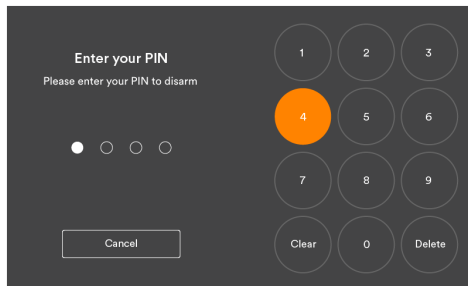 Enter your PIN
Please enter your PIN to disarm
Cancel
1 2 3
4 5 6
7 8 9
Clear 0 Delete